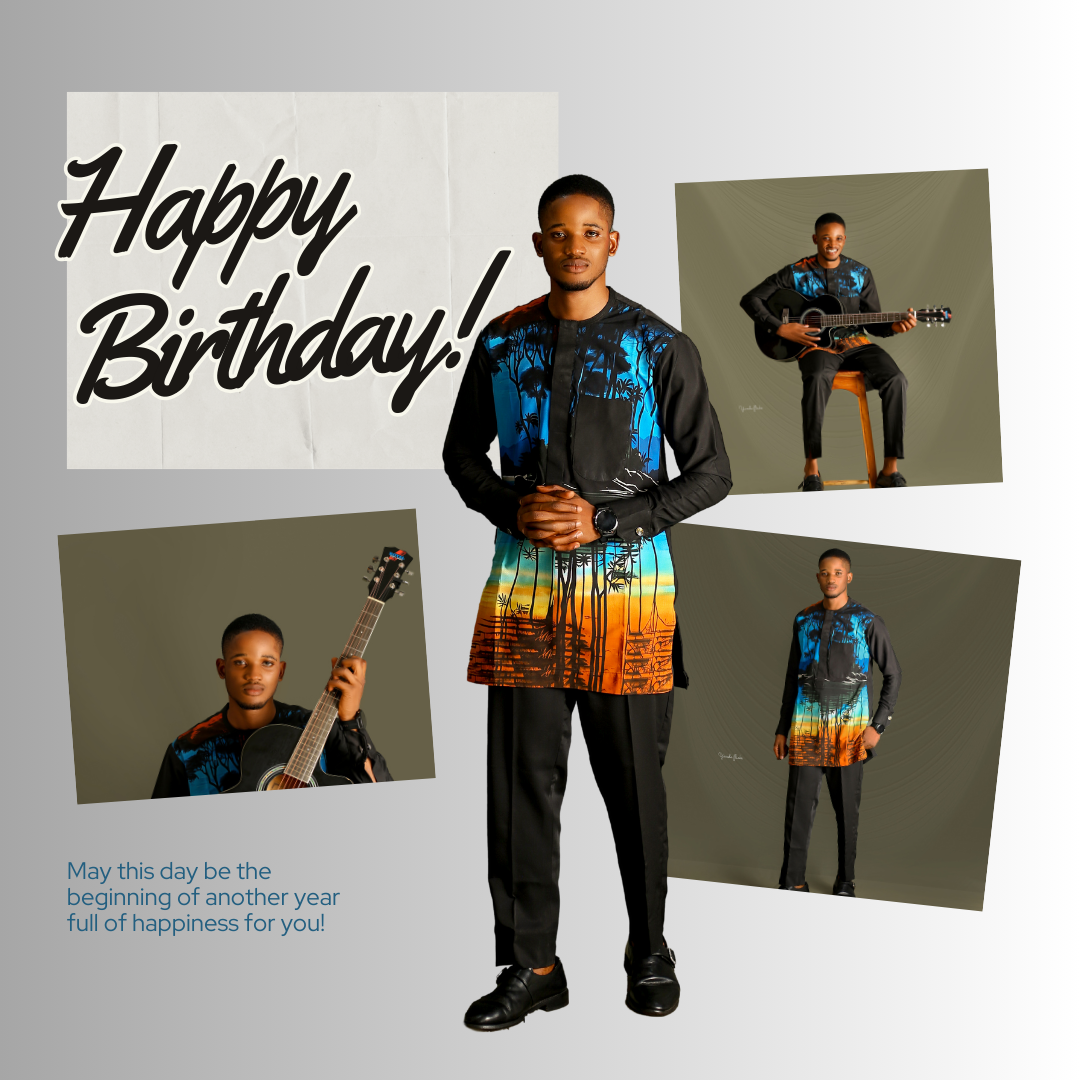 Happy
Birthday!
May this day be the
beginning of another year
full of happiness for you!